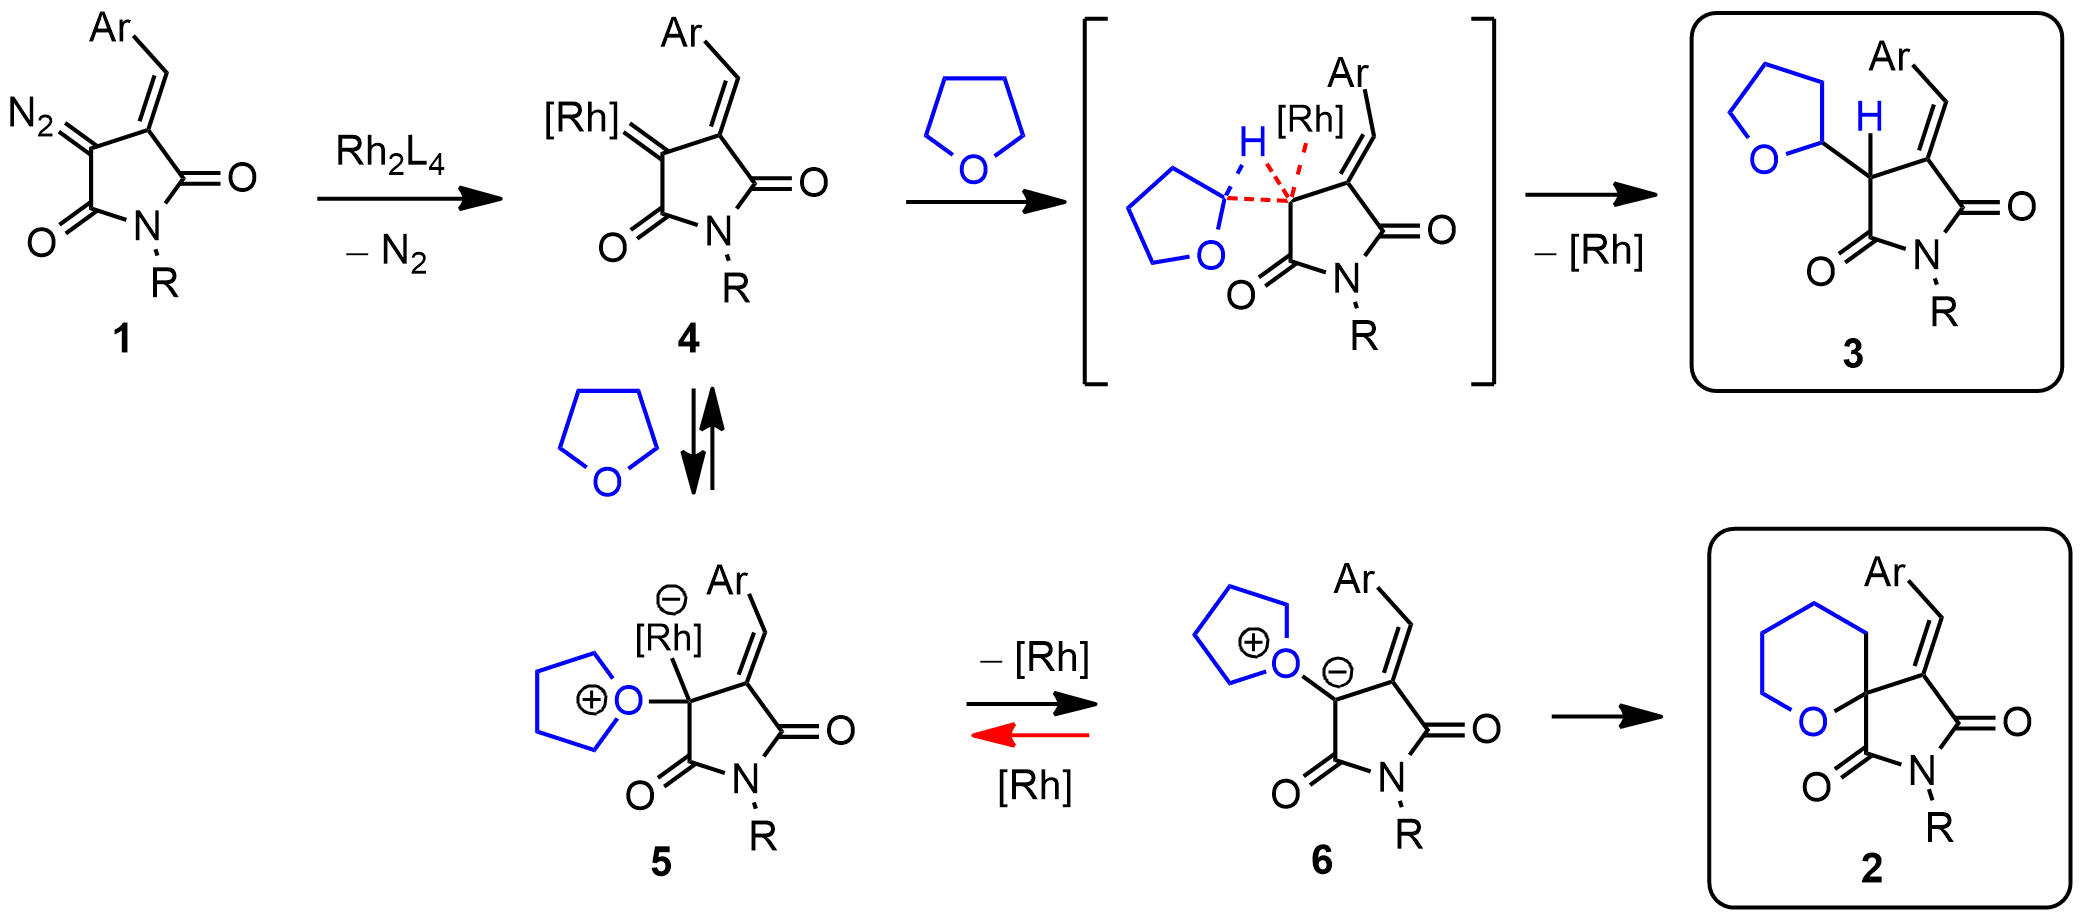 Ar
N2
O
O
N
R
1
Rh2L4
– N2
Ar
[Rh]
O
O
N
R
4
O
Ar
H
[Rh]
O
O
O
N
R
– [Rh]
Ar
H
O
O
O
N
R
3
O
Ar
⊖
[Rh]
⊕
O
O
O
N
R
5
– [Rh]
[Rh]
Ar
⊕
O
⊖
O
O
N
R
6
Ar
O
O
O
N
R
2